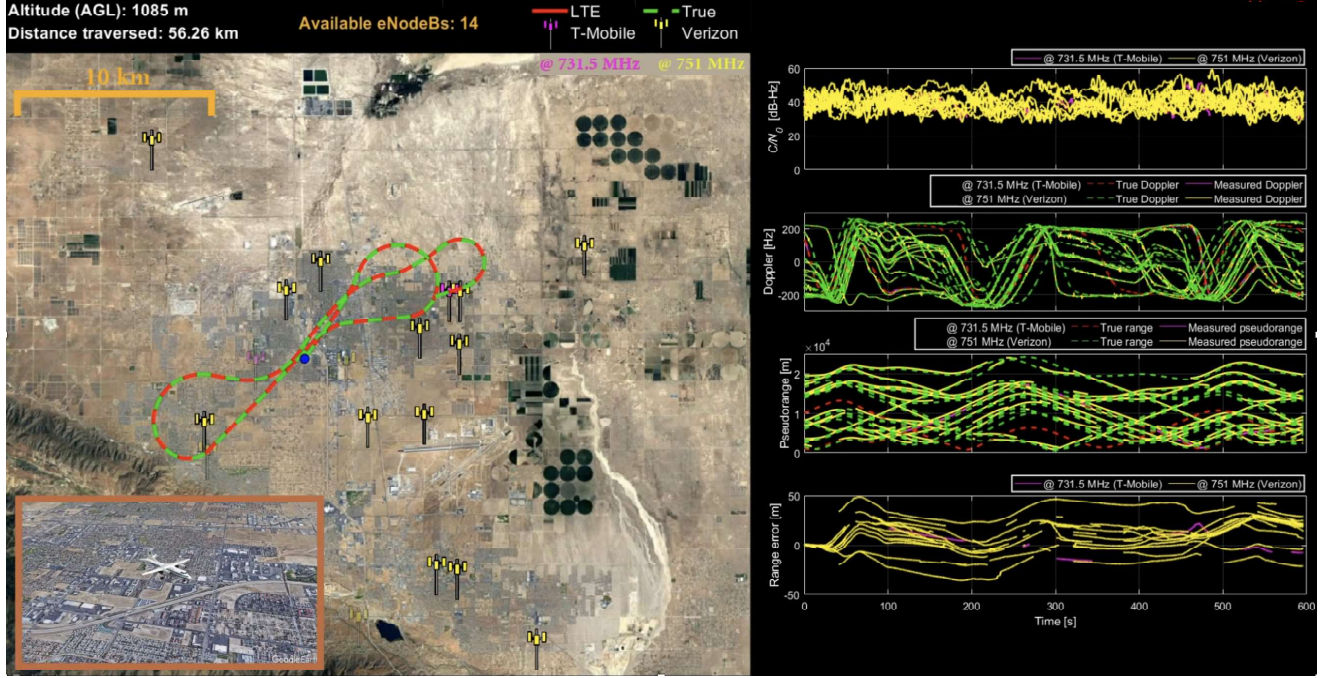 Altitude (AGL): 1085 m
Distance traversed: 56.26 km
Available eNodeBs: 14
LTE True
T-Mobile Verizon
@ 731.5 MHz @ 751 MHz
10 km
@ 731.5 MHz (T-Mobile) @ 751 MHz (Verizon)
60
40
20
0
C/N0 [dB-Hz]
@ 731.5 MHz (T-Mobile) True Doppler Measured Doppler
@ 751 MHz (Verizon) True Doppler Measured Doppler
200
0
-200
Doppler [Hz]
@ 731.5 MHz (T-Mobile) True range Measured pseudorange
@ 751 MHz (Verizon) True range Measured pseudorange
×10⁴
2
1
0
Pseudorange [m]
@ 731.5 MHz (T-Mobile) @ 751 MHz (Verizon)
50
0
-50
Range error [m]
0 100 200 300 400 500 600
Time [s]